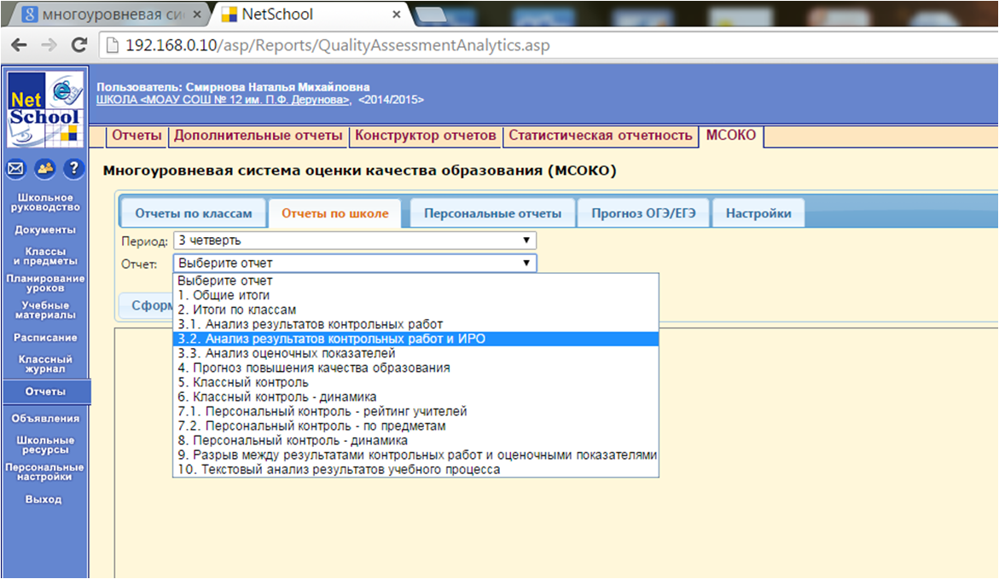 многоуровневая си
NetSchool
192.168.0.10/asp/Reports/QualityAssessmentAnalytics.asp
Net
School
Пользователь: Смирнова Наталья Михайловна
ШКОЛА <МОАУ СОШ № 12 им. П.Ф. Дерунова>, <2014/2015>
Отчеты Дополнительные отчеты Конструктор отчетов Статистическая отчетность МСОКО
Многоуровневая система оценки качества образования (МСОКО)
Школьное
руководство
Документы
Классы
и предметы
Планирование
уроков
Учебные
материалы
Расписание
Классный
журнал
Отчеты
Объявления
Школьные
ресурсы
Персональные
настройки
Выход
Отчеты по классам Отчеты по школе Персональные отчеты Прогноз ОГЭ/ЕГЭ Настройки
Период: 3 четверть
Отчет: Выберите отчет
Сформ
Выберите отчет
1. Общие итоги
2. Итоги по классам
3.1. Анализ результатов контрольных работ
3.2. Анализ результатов контрольных работ и ИРО
3.3. Анализ оценочных показателей
4. Прогноз повышения качества образования
5. Классный контроль
6. Классный контроль - динамика
7.1. Персональный контроль - рейтинг учителей
7.2. Персональный контроль - по предметам
8. Персональный контроль - динамика
9. Разрыв между результатами контрольных работ и оценочными показателями
10. Текстовый анализ результатов учебного процесса